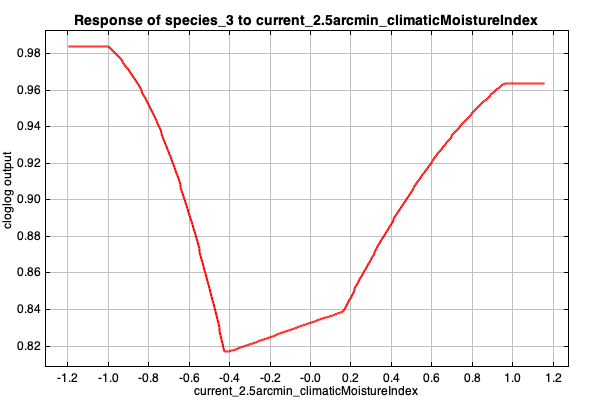 Response of species_3 to current_2.5arcmin_climaticMoistureIndex
0.98
0.96
0.94
0.92
0.90
0.88
0.86
0.84
0.82
cloglog output
-1.2 -1.0 -0.8 -0.6 -0.4 -0.2 -0.0 0.2 0.4 0.6 0.8 1.0 1.2
current_2.5arcmin_climaticMoistureIndex